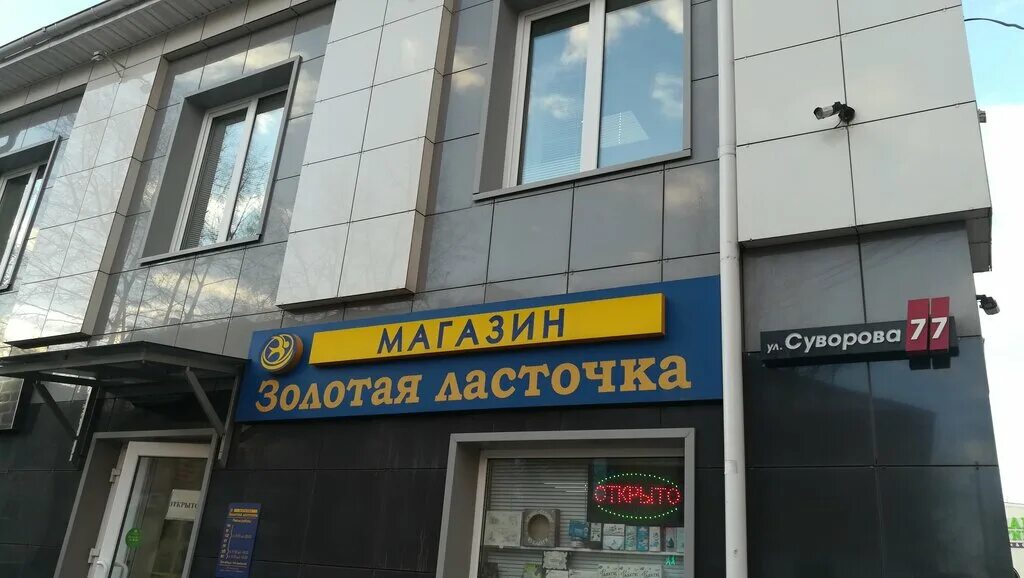 МАГАЗИН
Золотая ласточка
ул. Суворова 77
ОТКРЫТО
ОТКРЫТО